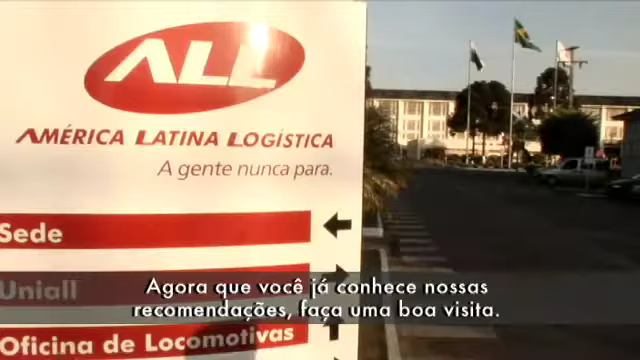 ALL
AMÉRICA LATINA LOGÍSTICA
A gente nunca para.
Sede
Uniall
Agora que você já conhece nossas
recomendações, faça uma boa visita.
Oficina de Locomotivas